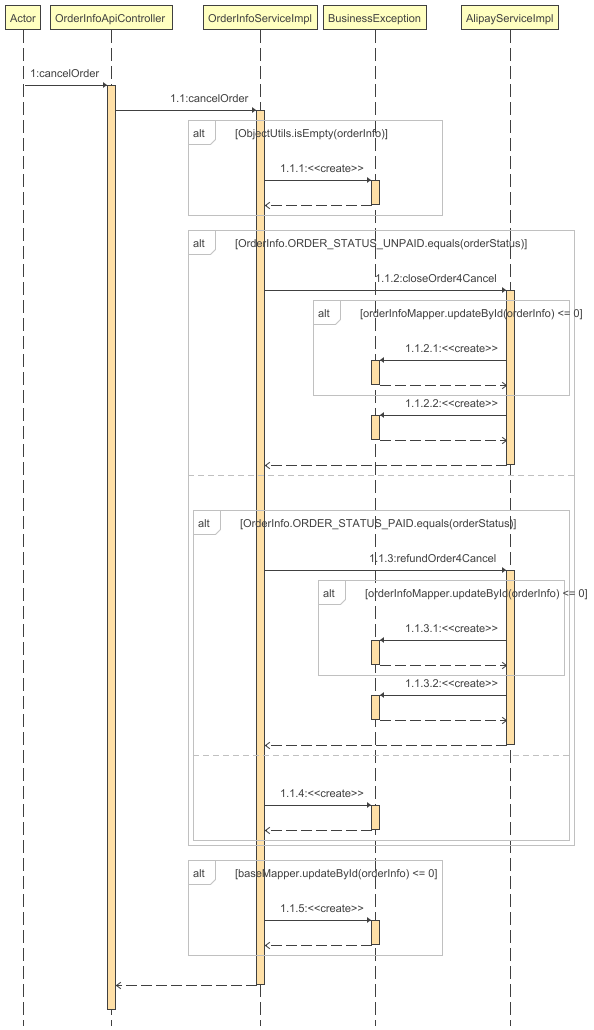 Actor
OrderInfoApiController
OrderInfoServiceImpl
BusinessException
AlipayServiceImpl
1:cancelOrder
1.1:cancelOrder
alt
[ObjectUtils.isEmpty(orderInfo)]
1.1.1:<<create>>
alt
[OrderInfo.ORDER_STATUS_UNPAID.equals(orderStatus)]
1.1.2:closeOrder4Cancel
alt
[orderInfoMapper.updateById(orderInfo) <= 0]
1.1.2.1:<<create>>
1.1.2.2:<<create>>
alt
[OrderInfo.ORDER_STATUS_PAID.equals(orderStatus)]
1.1.3:refundOrder4Cancel
alt
[orderInfoMapper.updateById(orderInfo) <= 0]
1.1.3.1:<<create>>
1.1.3.2:<<create>>
1.1.4:<<create>>
alt
[baseMapper.updateById(orderInfo) <= 0]
1.1.5:<<create>>